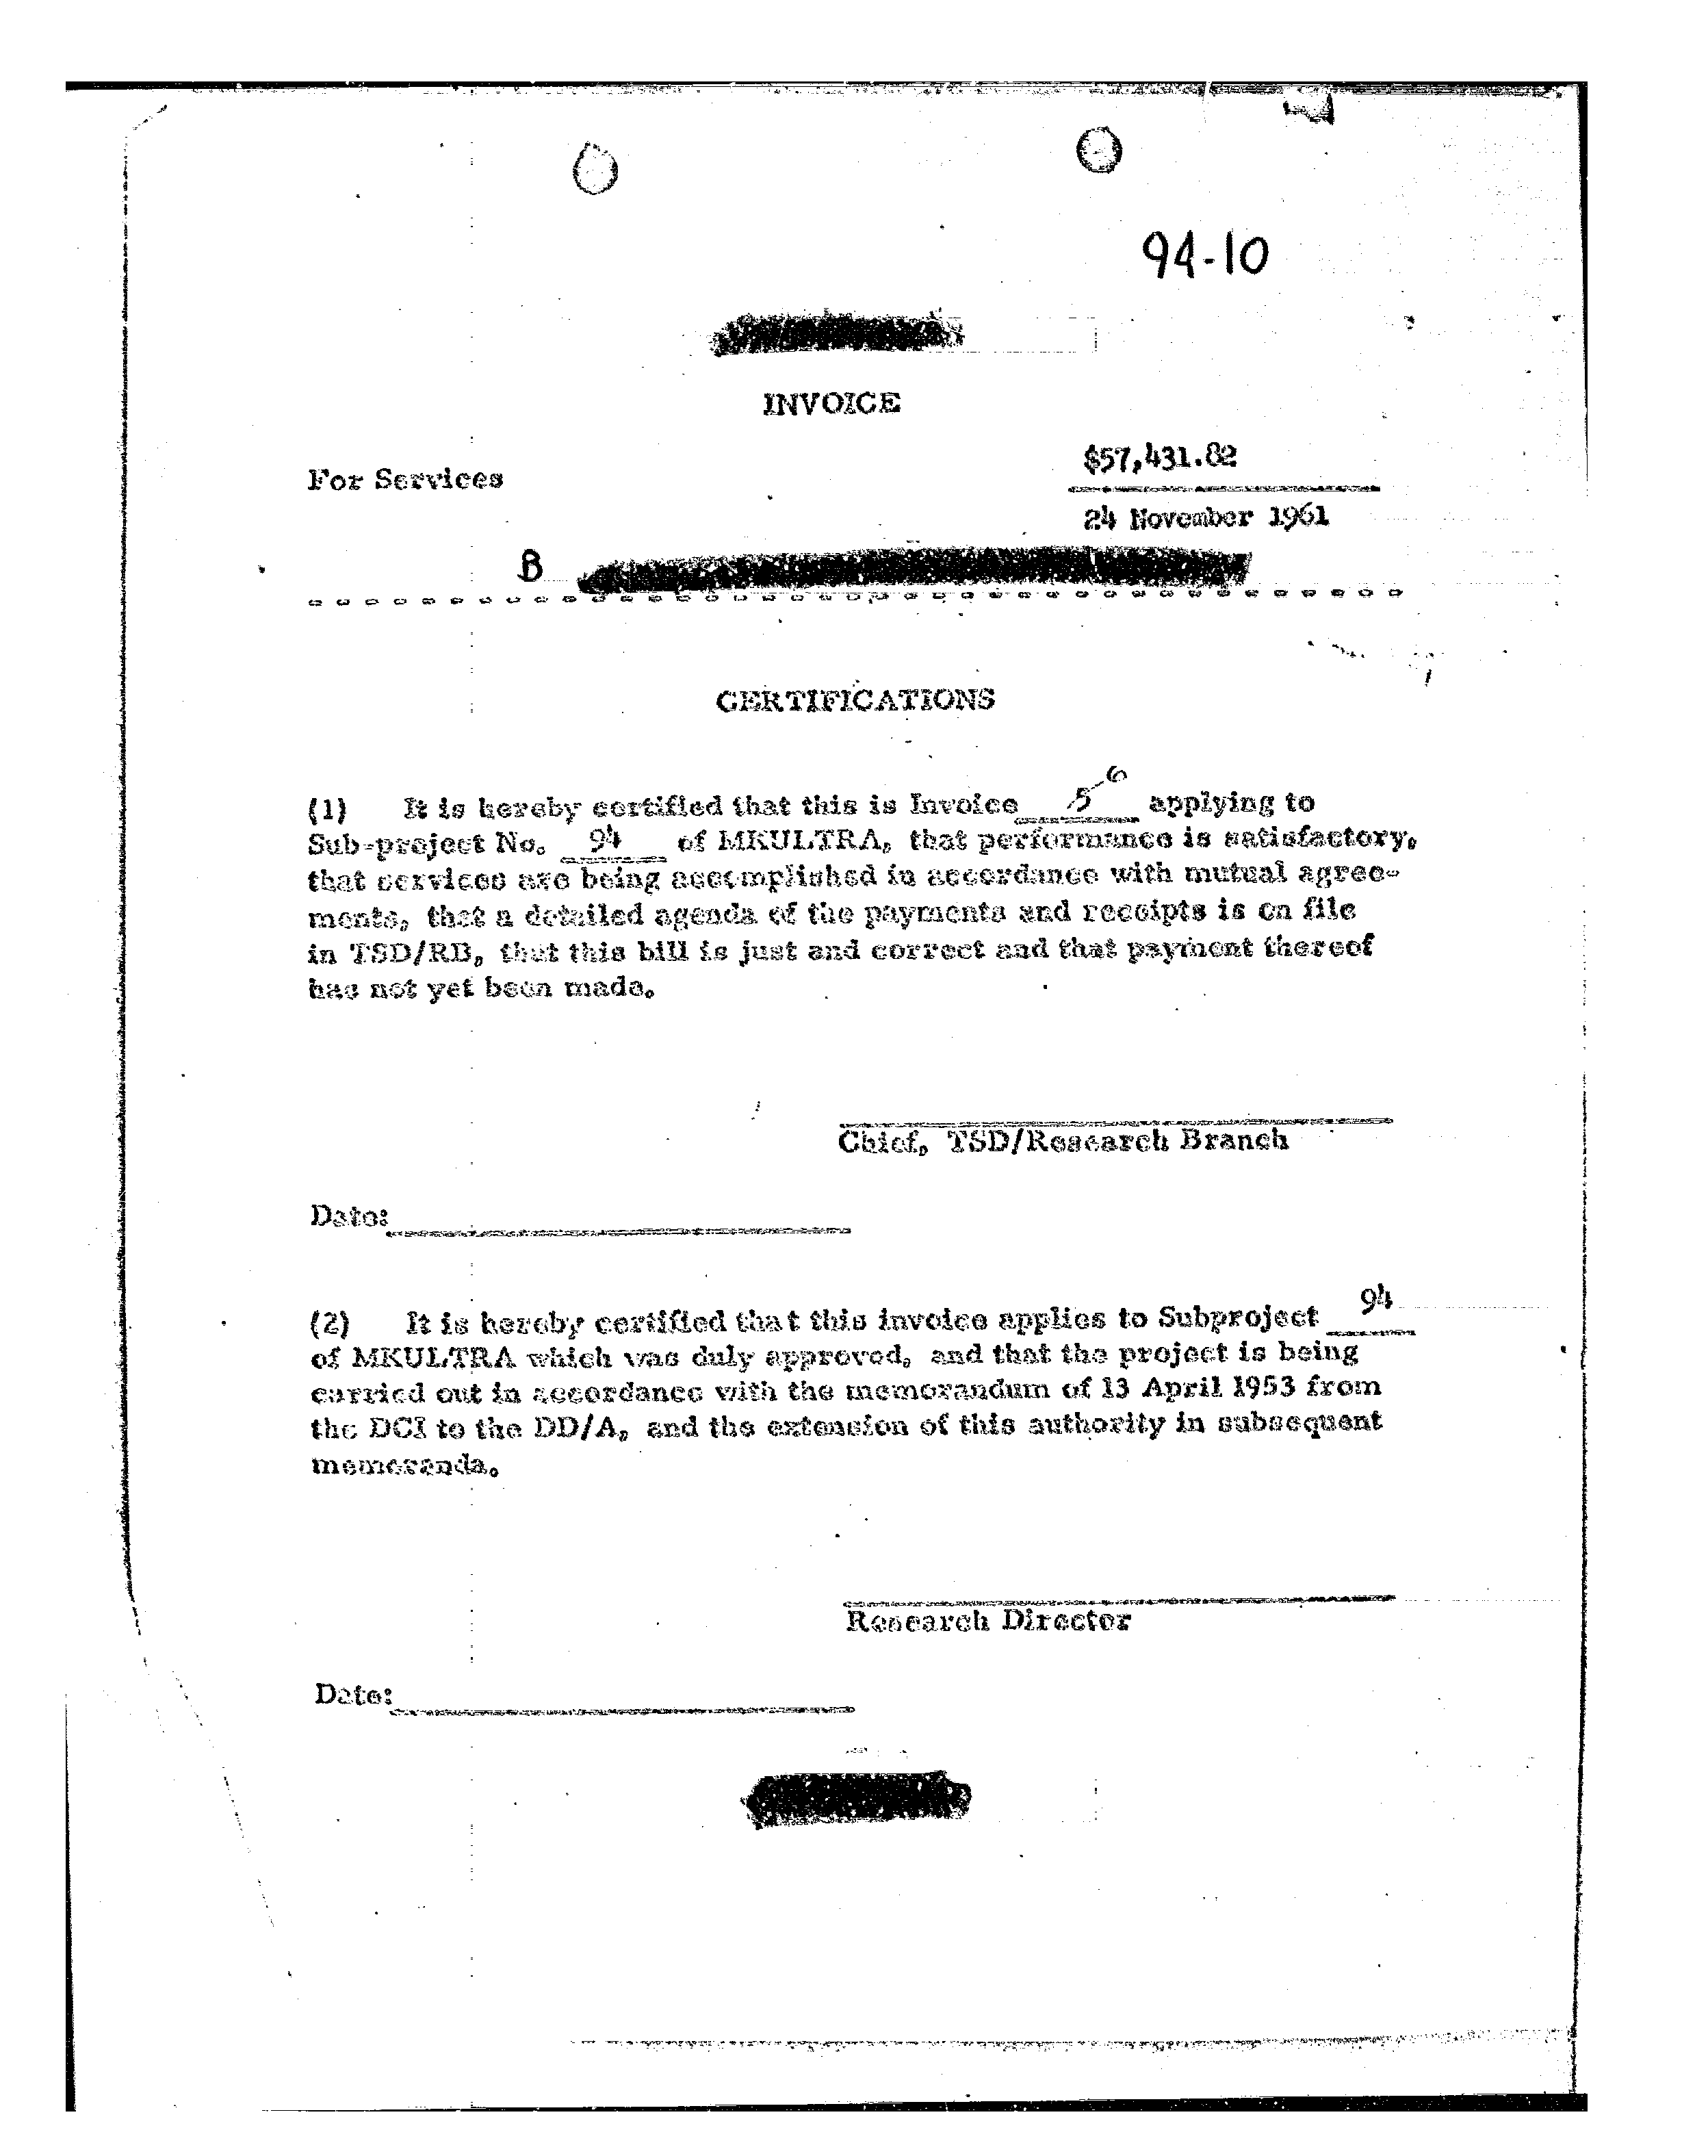 94-10
INVOICE
$57,431.82
For Services
24 November 1961
B
CERTIFICATIONS
6
(1) It is hereby certified that this is Invoice 5 applying to
Sub-project No. 94 of MKULTRA, that performance is satisfactory,
that services are being accomplished in accordance with mutual agree-
ments, that a detailed agenda of the payments and receipts is on file
in TSD/RB, that this bill is just and correct and that payment thereof
has not yet been made.
Chief, TSD/Research Branch
Date:
(2) It is hereby certified that this invoice applies to Subproject 94
of MKULTRA which was duly approved, and that the project is being
carried out in accordance with the memorandum of 13 April 1953 from
the DCI to the DD/A, and the extension of this authority in subsequent
memoranda.
Research Director
Date: